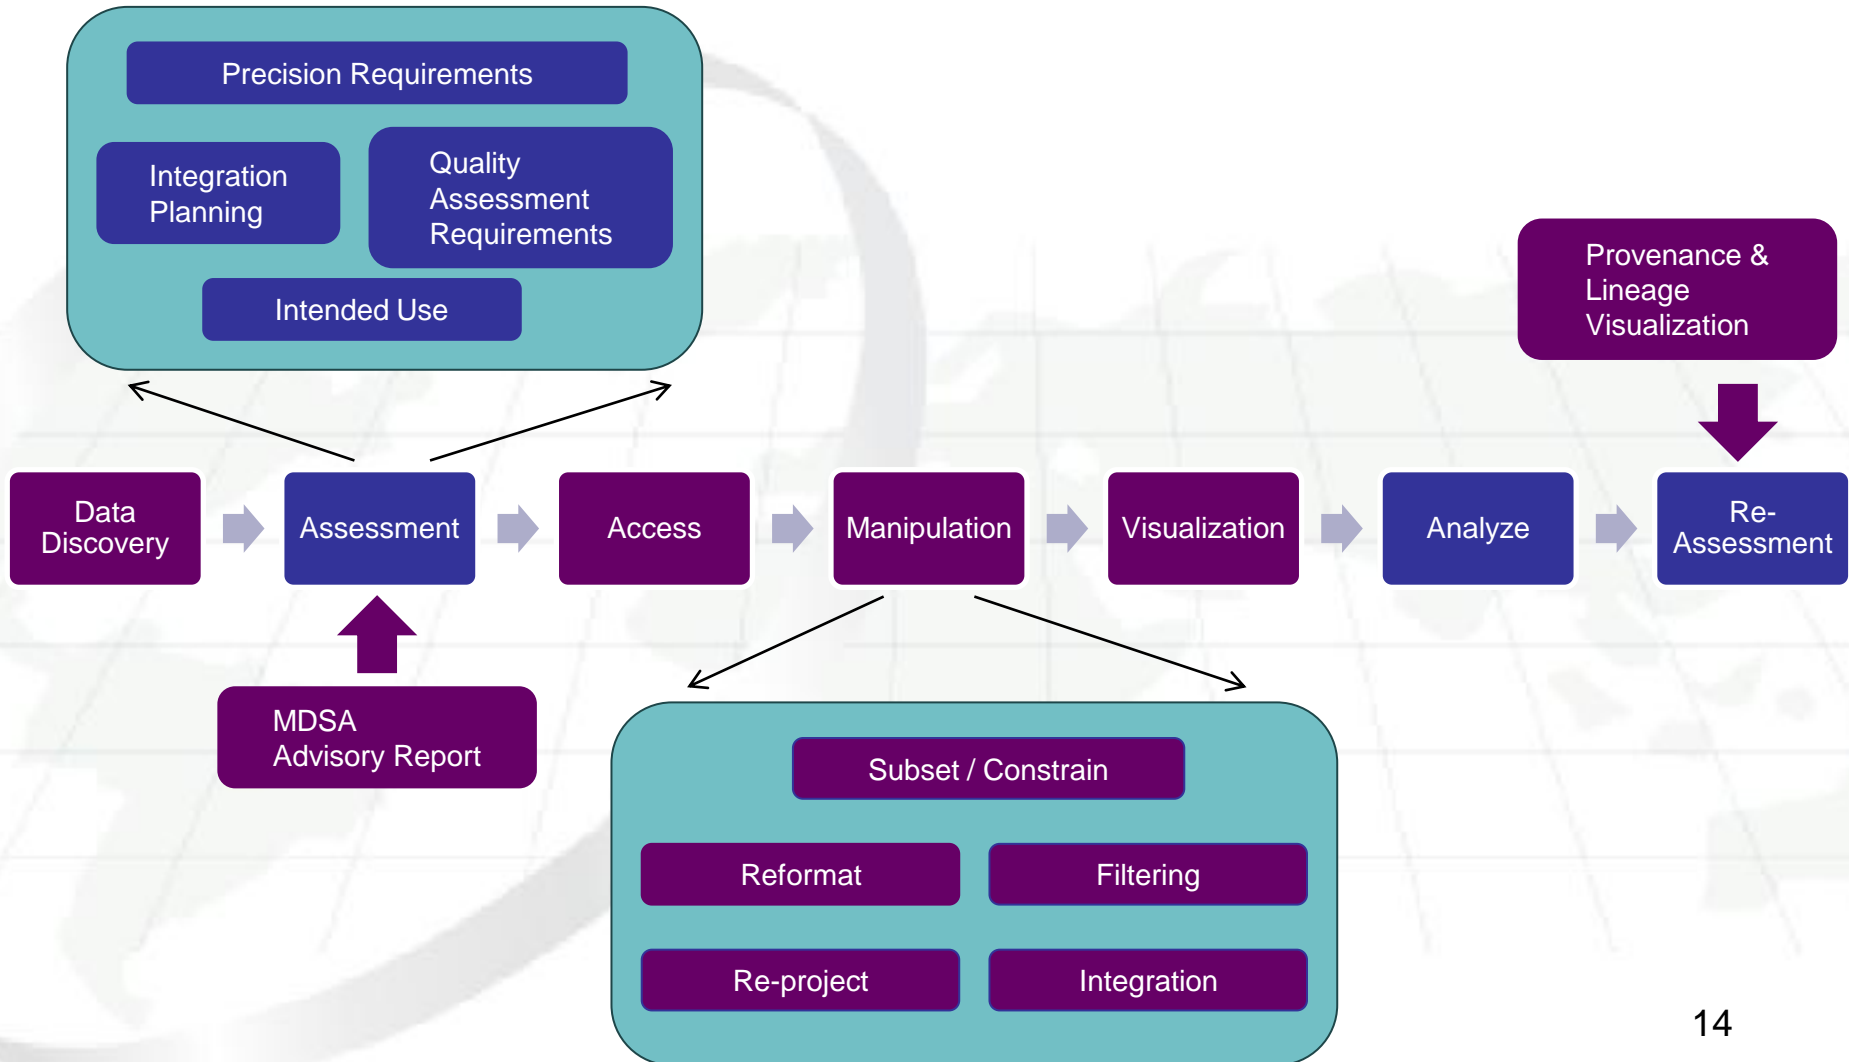 Precision Requirements
Integration
Planning
Quality
Assessment
Requirements
Intended Use
Provenance &
Lineage
Visualization
Data
Discovery
Assessment
Access
Manipulation
Visualization
Analyze
Re-
Assessment
MDSA
Advisory Report
Subset / Constrain
Reformat
Filtering
Re-project
Integration
14